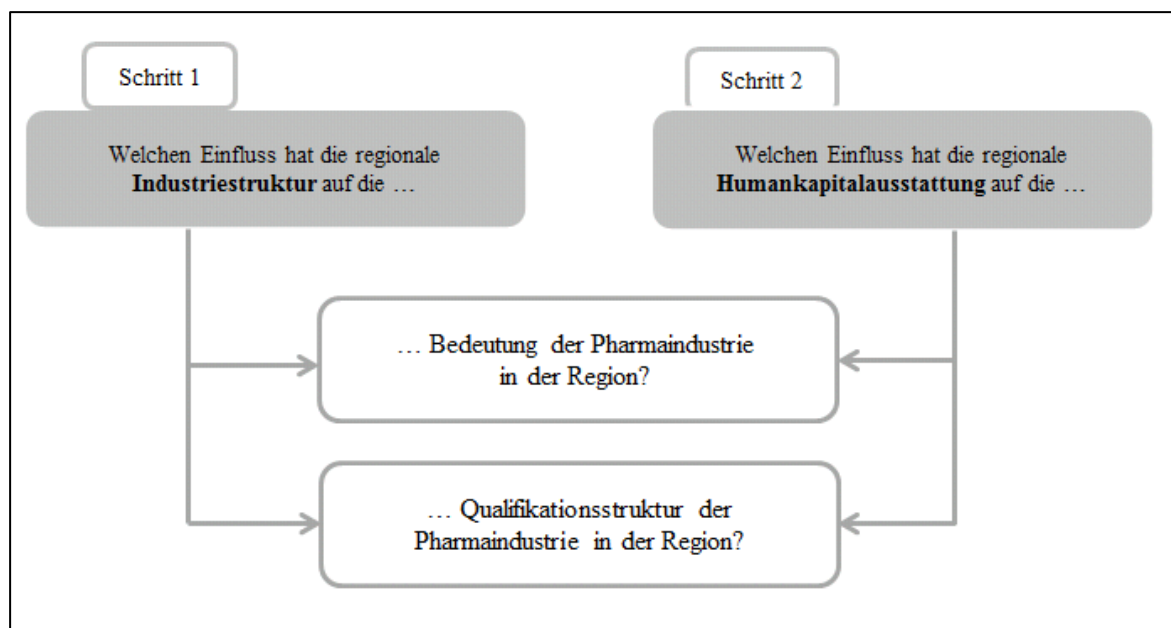 Schritt 1
Welchen Einfluss hat die regionale
Industriestruktur auf die …
Schritt 2
Welchen Einfluss hat die regionale
Humankapitalausstattung auf die …
… Bedeutung der Pharmaindustrie
in der Region?
… Qualifikationsstruktur der
Pharmaindustrie in der Region?